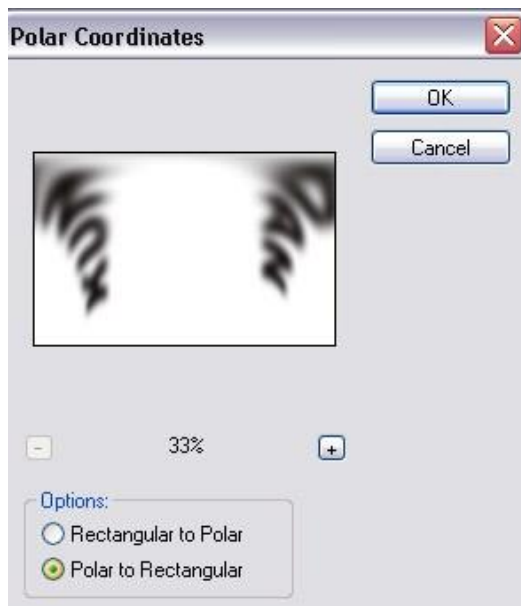 Polar Coordinates
OK
Cancel
- 33% +
Options:
Rectangular to Polar
Polar to Rectangular